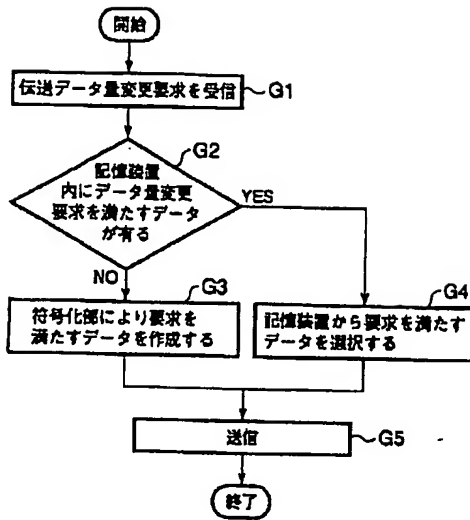 開始
伝送データ量変更要求を受信
G1
G2
記憶装置
内にデータ量変更
要求を満たすデータ
が有る
YES
NO
G3
符号化部により要求を
満たすデータを作成する
G4
記憶装置から要求を満たす
データを選択する
送信
G5
終了